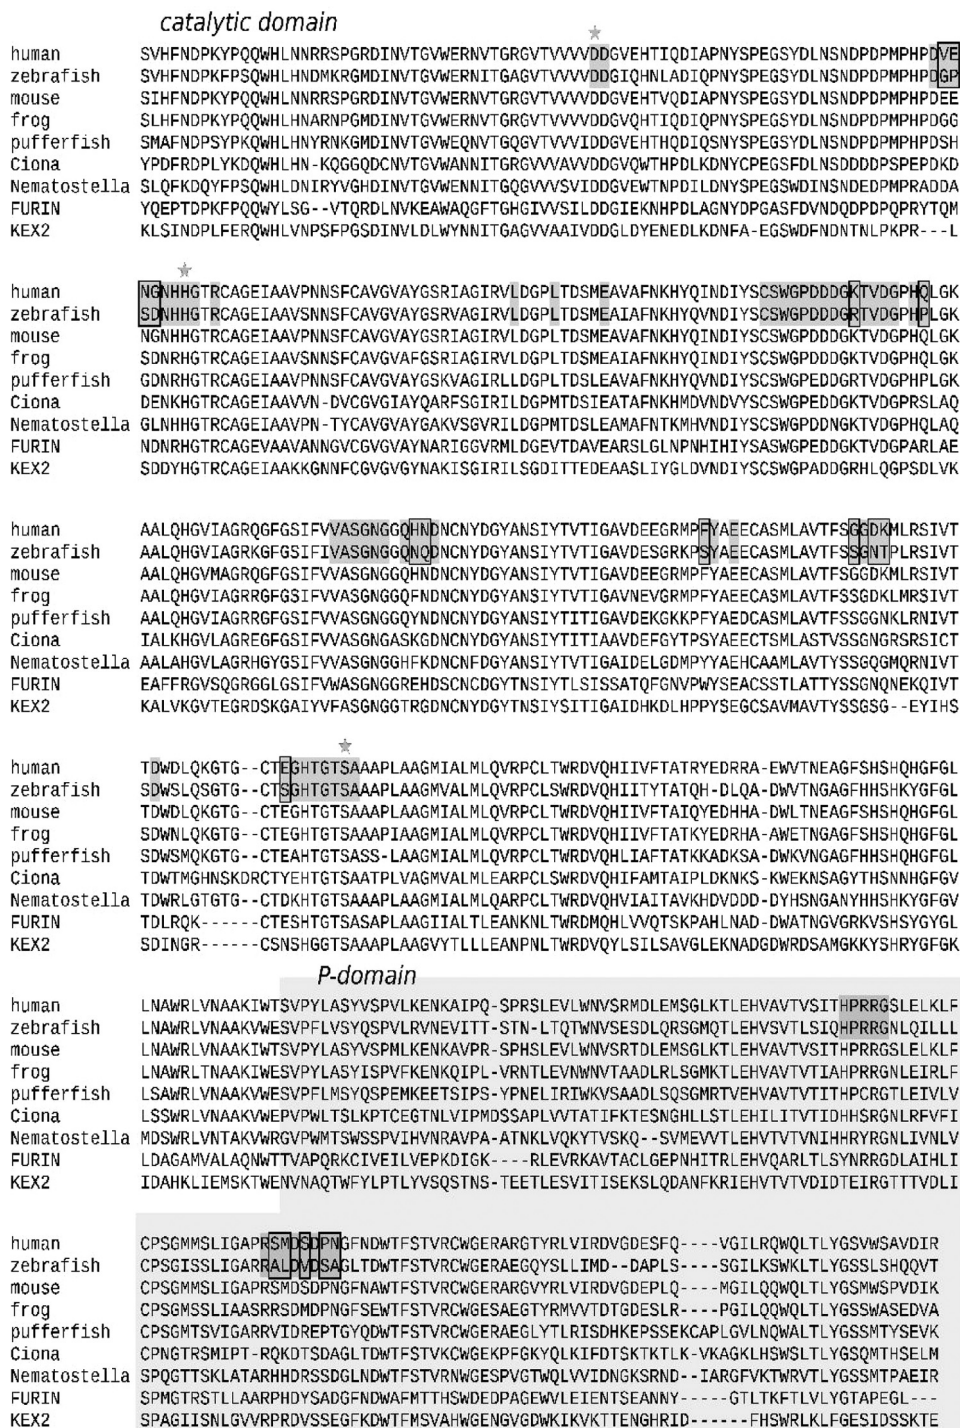 catalytic domain
human SVHFNDPKYPQQWHLNNRRSPGRDINVTGVWERNVTGRGVTVVVVDDGVEHTIQDIAPNYSPEGSYDLNSNDPDPMPHPDVE
zebrafish SVHFNDPKFPSQWHLHNDMKRGMDINVTGVWERNITGAGVTVVVVDDGIQHNLADIQPNYSPEGSYDLNSNDPDPMPHPDGP
mouse SIHFNDPKYPQQWHLNNRRSPGRDINVTGVWERNVTGRGVTVVVVDDGVEHTVQDIAPNYSPEGSYDLNSNDPDPMPHPDEE
frog SLHFNDPKYPQQWHLHNARNPGMDINVTGVWERNVTGRGVTVVVVDDGVQHTIQDIQPNYSPEGSYDLNSNDPDPMPHPDGG
pufferfish SMAFNDPSYPKQWHLHNYRNKGMDINVTGVWEQNVTGQGVTVVVIDDGVEHTHQDIQSNYSPEGSYDLNSNDPDPMPHPDSH
Ciona YPDFRDPLYKDQWHLHN-KQGGQDCNVTGVWANNITGRGVVVAVVDDGVQWTHPDLKDNYCPEGSFDLNSDDDDPSPEPDKD
Nematostella SLQFKDQYFPSQWHLDNIRYVGHDINVTGVWENNITGQGVVVSVIDDGVEWTNPDILDNYSPEGSWDINSNDEDPMPRADDA
FURIN YQEPTDPKFPQQWYLSG--VTQRDLNVKEAWAQGFTGHGIVVSILDDGIEKNHPDLAGNYDPGASFDVNDQDPDPQPRYTQM
KEX2 KLSINDPLFERQWHLVNPSFPGSDINVLDLWYNNITGAGVVAAIVDDGLDYENEDLKDNFA-EGSWDFNDNTNLPKPR---L
human NGNHHGTRCAGEIAAVPNNSFCAVGVAYGSRIAGIRVLDGPLTDSMEAVAFNKHYQINDIYSCSWGPDDDGKTVDGPHQLGK
zebrafish SDNHHGTRCAGEIAAVSNNSFCAVGVAYGSRVAGIRVLDGPLTDSMEAIAFNKHYQVNDIYSCSWGPDDDGRTVDGPHPLGK
mouse NGNHHGTRCAGEIAAVPNNSFCAVGVAYGSRIAGIRVLDGPLTDSMEAVAFNKHYQINDIYSCSWGPDDDGKTVDGPHQLGK
frog SDNRHGTRCAGEIAAVSNNSFCAVGVAFGSRIAGIRVLDGPLTDSMEAIAFNKHYQINDIYSCSWGPDDDGKTVDGPHQLGK
pufferfish GDNRHGTRCAGEIAAVPNNSFCAVGVAYGSKVAGIRLLDGPLTDSLEAVAFNKHYQVNDIYSCSWGPEDDGRTVDGPHPLGK
Ciona DENKHGTRCAGEIAAVVN-DVCGVGIAYQARFSGIRILDGPMTDSIEATAFNKHMDVNDVYSCSWGPEDDGKTVDGPRSLAQ
Nematostella GLNHHGTRCAGEIAAVPN-TYCAVGVAYGAKVSGVRILDGPMTDSLEAMAFNTKMHVNDIYSCSWGPDDNGKTVDGPHQLAQ
FURIN NDNRHGTRCAGEVAAVANNGVCGVGVAYNARIGGVRMLDGEVTDAVEARSLGLNPNHIHIYSASWGPEDDGKTVDGPARLAE
KEX2 SDDYHGTRCAGEIAAKKGNNFCGVGVGYNAKISGIRILSGDITTEDEAASLIYGLDVNDIYSCSWGPADDGRHLQGPSDLVK
human AALQHGVIAGRQGFGSIFVVASGNGGQHNDNCNYDGYANSIYTVTIGAVDEEGRMPFYAEECASMLAVTFSGGDKMLRSIVT
zebrafish AALQHGVIAGRKGFGSIFIVASGNGGQNQDNCNYDGYANSIYTVTIGAVDESGRKPSYAEECASMLAVTFSSGNTPLRSIVT
mouse AALQHGVMAGRQGFGSIFVVASGNGGQHNDNCNYDGYANSIYTVTIGAVDEEGRMPFYAEECASMLAVTFSGGDKMLRSIVT
frog AALQHGVIAGRRGFGSIFVVASGNGGQFNDNCNYDGYANSIYTVTIGAVNEVGRMPFYAEECASMLAVTFSSGDKLMRSIVT
pufferfish AALQHGVIAGRRGFGSIFVVASGNGGQYNDNCNYDGYANSIYTITIGAVDEKGKKPFYAEDCASMLAVTFSSGGNKLRNIVT
Ciona IALKHGVLAGREGFGSIFVVASGNGASKGDNCNYDGYANSIYTITIAAVDEFGYTPSYAEECTSMLASTVSSGNGRSRSICT
Nematostella AALAHGVLAGRHGYGSIFVVASGNGGHFKDNCNFDGYANSIYTVTIGAIDELGDMPYYAEHCAAMLAVTYSSGQGMQRNIVT
FURIN EAFFRGVSQGRGGLGSIFVWASGNGGREHDSCNCDGYTNSIYTLSISSATQFGNVPWYSEACSSTLATTYSSGNQNEKQIVT
KEX2 KALVKGVTEGRDSKGAIYVFASGNGGTRGDNCNYDGYTNSIYSITIGAIDHKDLHPPYSEGCSAVMAVTYSSGSG--EYIHS
human TDWDLQKGTG--CTEGHTGTSAAAPLAAGMIALMLQVRPCLTWRDVQHIIVFTATRYEDRRA-EWVTNEAGFSHSHQHGFGL
zebrafish SDWSLQSGTG--CTSGHTGTSAAAPLAAGMVALMLQVRPCLSWRDVQHIITYTATQH-DLQA-DWVTNGAGFHHSHKYGFGL
mouse TDWDLQKGTG--CTEGHTGTSAAAPLAAGMIALMLQVRPCLTWRDVQHIIVFTAIQYEDHHA-DWLTNEAGFSHSHQHGFGL
frog SDWNLQKGTG--CTEGHTGTSAAAPIAAGMIALMLQVRPCLTWRDVQHIIVFTATKYEDRHA-AWETNGAGFSHSHQHGFGL
pufferfish SDWSMQKGTG--CTEAHTGTSASS-LAAGMIALMLQVRPCLTWRDVQHLIAFTATKKADKSA-DWKVNGAGFHHSHQHGFGL
Ciona TDWTMGHNSKDRCTYEHTGTSAATPLVAGMVALMLEARPCLSWRDVQHIFAMTAIPLDKNKS-KWEKNSAGYTHSNNHGFGV
Nematostella TDWRLGTGTG--CTDKHTGTSAAAPLAAGMIALMLQARPCLTWRDVQHVIAITAVKHDVDDD-DYHSNGANYHHSHKYGFGV
FURIN TDLRQK------CTESHTGTSASAPLAAGIIALTLEANKNLTWRDMQHLVVQTSKPAHLNAD-DWATNGVGRKVSHSYGYGL
KEX2 SDINGR------CSNSHGGTSAAAPLAAGVYTLLLEANPNLTWRDVQYLSILSAVGLEKNADGDWRDSAMGKKYSHRYGFGK
P-domain
human LNAWRLVNAAKIWTSVPYLASYVSPVLKENKAIPQ-SPRSLEVLWNVSRMDLEMSGLKTLEHVAVTVSITHPRRGSLELKLF
zebrafish LNAWRLVNAAKVWESVPFLVSYQSPVLRVNEVITT-STN-LTQTWNVSESDLQRSGMQTLEHVSVTLSIQHPRRGNLQILLL
mouse LNAWRLVNAAKIWTSVPYLASYVSPMLKENKAVPR-SPHSLEVLWNVSRTDLEMSGLKTLEHVAVTVSITHPRRGSLELKLF
frog LNAWRLTNAAKIWESVPYLASYISPVFKENKQIPL-VRNTLEVNWNVTAADLRLSGMKTLEHVAVTVTIAHPRRGNLEIRLF
pufferfish LSAWRLVNAAKVWESVPFLMSYQSPEMKEETSIPS-YPNELIRIWKVSAADLSQSGMRTVEHVAVTVTITHPCRGTLEIVLV
Ciona LSSWRLVNAAKVWEPVPWLTSLKPTCEGTNLVIPMDSSAPLVVTATIFKTESNGHLLSTLEHILITVTIDHHSRGNLRFVFI
Nematostella MDSWRLVNTAKVWRGVPWMTSWSSPVIHVNRAVPA-ATNKLVQKYTVSKQ--SVMEVVTLEHVTVTVNIHHRYRGNLIVNLV
FURIN LDAGAMVALAQNWTTVAPQRKCIVEILVEPKDIGK----RLEVRKAVTACLGEPNHITRLEHVQARLTLSYNRRGDLAIHLI
KEX2 IDAHKLIEMSKTWENVNAQTWFYLPTLYVSQSTNS-TEETLESVITISEKSLQDANFKRIEHVTVTVDIDTEIRGTTTVDLI
human CPSGMMSLIGAPRSMDSDPNGFNDWTFSTVRCWGERARGTYRLVIRDVGDESFQ----VGILRQWQLTLYGSVWSAVDIR
zebrafish CPSGISSLIGARRALDVDSAGLTDWTFSTVRCWGERAEGQYSLLIMD--DAPLS----SGILKSWQLTLYGSSLSHQQVT
mouse CPSGMMSLIGAPRSMDSDPNGFNAWTFSTVRCWGERARGVYRLVIRDVGDEPLQ----MGILQQWQLTLYGSMWSPVDIK
frog CPSGMSSLIAASRRSDMDPNGFSEWTFSTVRCWGESAEGTYRMVVTDTGDESLR----PGILQQWQLTLYGSSWASEDVA
pufferfish CPSGMTSVIGARRVIDREPTGYQDWTFSTVRCWGERAEGLYTLRISDHKEPSSEKCAPLGVLNQWALTLYGSSMTYSEVK
Ciona CPNGTRSMIPT-RQKDTSDAGLTDWTFSTVKCWGEKPFGKYQLKIFDTSKTKTLK-VKAGKLHSWSLTLYGSQMTHSELM
Nematostella SPQGTTSKLATARHHDRYSSDGLNDWTFSTVRNWGESPVGTWQLVIDNGKSRND---IARGFVKTWRVTLYGSSMTPAEIR
FURIN SPMGTRSTLLAARPHDYSADGFNDWAFMTTHSWDEDPAGEWVLEIENTSEANNY-----GTLTKFTLVLYGTAPEGL---
KEX2 SPAGIISNLGVVRPRDVSSEGFKDWTFMSVAHWGENGVGDWKIKVKTTENGHRID------FHSWRLKLFGESIDSSKTE